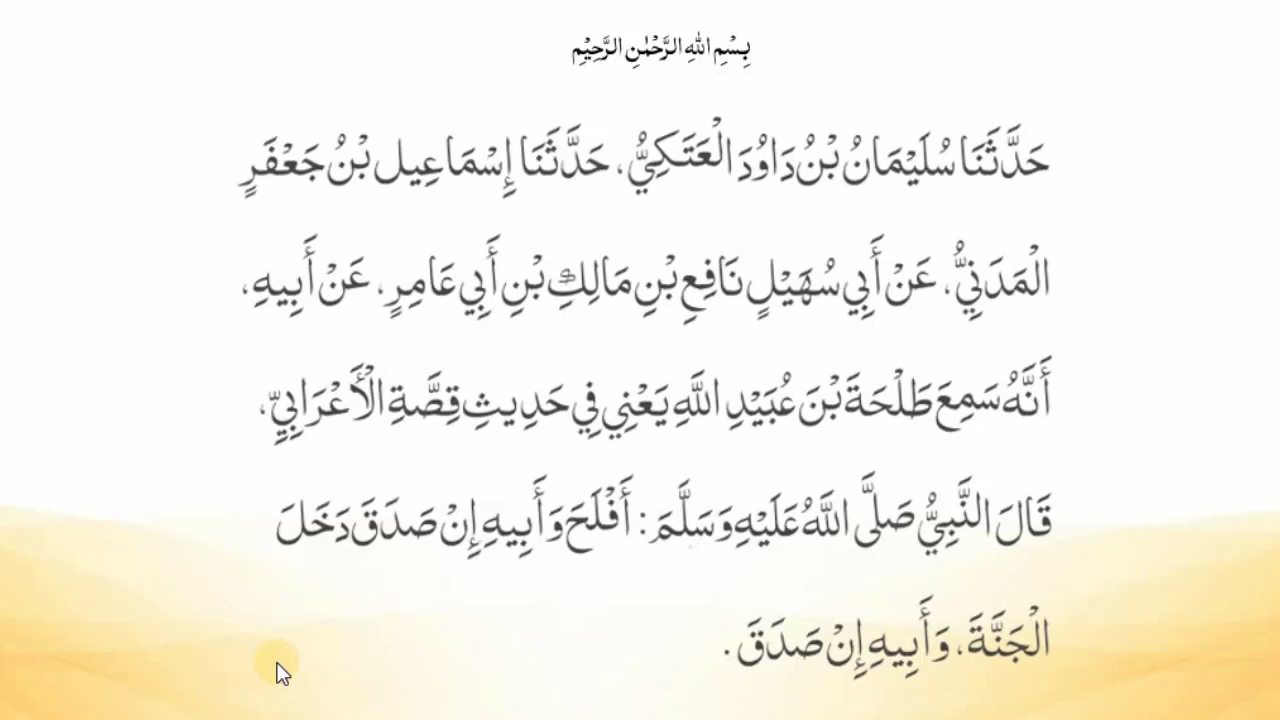 بِسْمِ اللهِ الرَّحْمٰنِ الرَّحِيْمِ
حَدَّثَنَا سُلَيْمَانُ بْنُ دَاوُدَ الْعَتَكِيُّ، حَدَّثَنَا إِسْمَاعِيل بْنُ جَعْفَرٍ
الْمَدَنِيُّ، عَنْ أَبِي سُهَيْلٍ نَافِعِ بْنِ مَالِكِ بْنِ أَبِي عَامِرٍ، عَنْ أَبِيهِ،
أَنَّهُ سَمِعَ طَلْحَةَ بْنَ عُبَيْدِ اللَّهِ يَعْنِي فِي حَدِيثِ قِصَّةِ الْأَعْرَابِيِّ،
قَالَ النَّبِيُّ صَلَّى اللَّهُ عَلَيْهِ وَسَلَّمَ: أَفْلَحَ وَأَبِيهِ إِنْ صَدَقَ دَخَلَ
الْجَنَّةَ، وَأَبِيهِ إِنْ صَدَقَ.